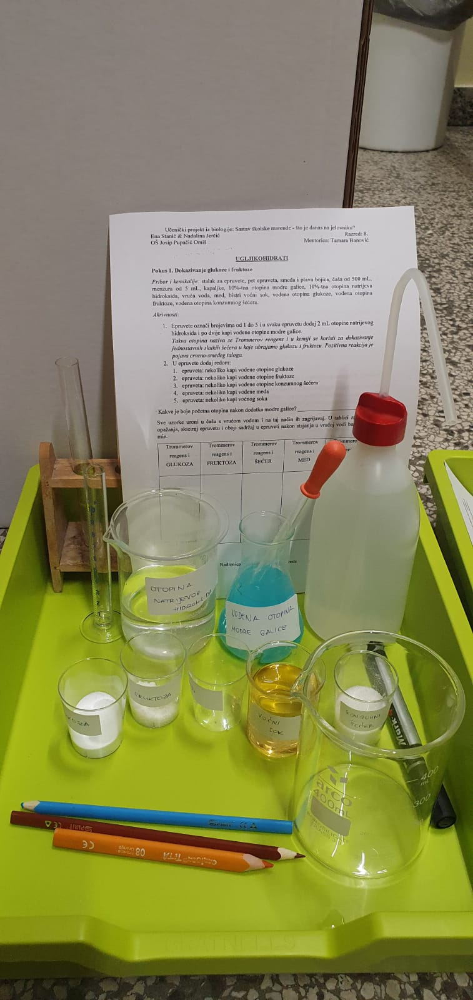 Učenički projekt iz biologije: Sastav školske marende - što je danas na jelovniku?
Ena Stanić & Nadalina Jerčić Razred: 8.
OŠ Josip Pupačić Omiš Mentorica: Tamara Banović
UGLJIKOHIDRATI
Pokus 1. Dokazivanje glukoze i fruktoze
Pribor i kemikalije: stalak za epruvete, pet epruveta, smeđa i plava bojica, čaša od 500 mL,
menzura od 5 mL, kapaljke, 10%-tna otopina modre galice, 10%-tna otopina natrijeva
hidroksida, vruća voda, med, bistri voćni sok, vodena otopina glukoze, vodena otopina
fruktoze, vodena otopina konzumnog šećera.
Aktivnosti:
1. Epruvete označi brojevima od 1 do 5 i u svaku epruvetu dodaj 2 mL otopine natrijevog
hidroksida i po dvije kapi vodene otopine modre galice.
Takva otopina naziva se Trommerov reagens i u kemiji se koristi za dokazivanje
jednostavnih slatkih šećera u koje ubrajamo glukozu i fruktozu. Pozitivna reakcija je
pojava crveno-smeđeg taloga.
2. U epruvete dodaj redom:
1. epruveta: nekoliko kapi vodene otopine glukoze
2. epruveta: nekoliko kapi vodene otopine fruktoze
3. epruveta: nekoliko kapi vodene otopine konzumnog šećera
4. epruveta: nekoliko kapi vodene meda
5. epruveta: nekoliko kapi voćnog soka
Kakve je boje početna otopina nakon dodatka modre galice?
Sve uzorke uroni u čašu s vrućom vodom i na taj način ih zagrijavaj. U tablici
opažanja, skiciraj epruvetu i oboji sadržaj u epruveti nakon stajanja u vrućoj vodi
min.
Trommerov reagens i GLUKOZA
Trommerov reagens i FRUKTOZA
Trommerov reagens i ŠEĆER
Trommerov reagens i MED
Radionica
OTOPINA
NATRIJEVOG
HIDROKSIDA
VODENA OTOPINA
MODRE GALICE
FRUKTOZA
VOĆNI
SOK
KONZUMNI
ŠEĆER
arco
400mL
400
mL
300
SPIRIT CE
carioca TITA 08 CE
GRATNELLS